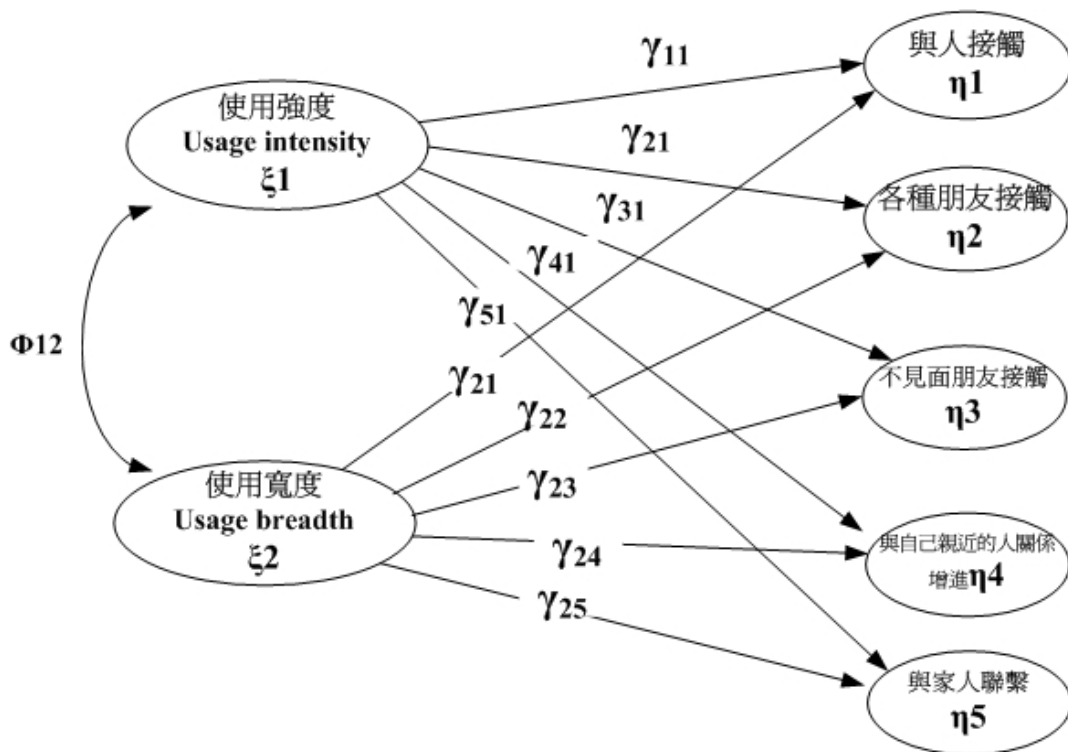 使用強度
Usage intensity
ξ1
γ11
γ21
γ31
γ41
γ51
Φ12
使用寬度
Usage breadth
ξ2
γ21
γ22
γ23
γ24
γ25
與人接觸
η1
各種朋友接觸
η2
不見面朋友接觸
η3
與自己親近的人關係
增進η4
與家人聯繫
η5